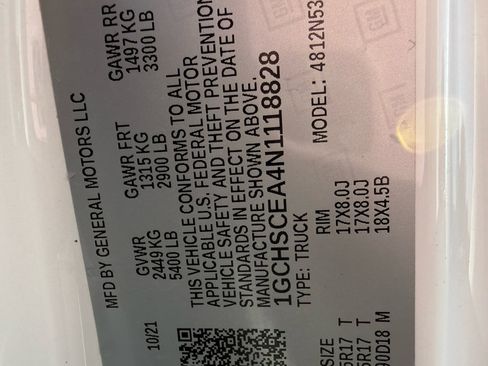 MFD BY GENERAL MOTORS LLC
10/21
GVWR GAWR FRT GAWR RR
2449 KG 1315 KG 1497 KG
5400 LB 2900 LB 3300 LB
THIS VEHICLE CONFORMS TO ALL
APPLICABLE U.S. FEDERAL MOTOR
VEHICLE SAFETY AND THEFT PREVENTION
STANDARDS IN EFFECT ON THE DATE OF
MANUFACTURE SHOWN ABOVE.
1GCHSCEA4N1118828
TYPE: TRUCK MODEL: 4812N53
SIZE RIM
5R17 T 17X8.0J
5R17 T 17X8.0J
90D18 M 18X4.5B